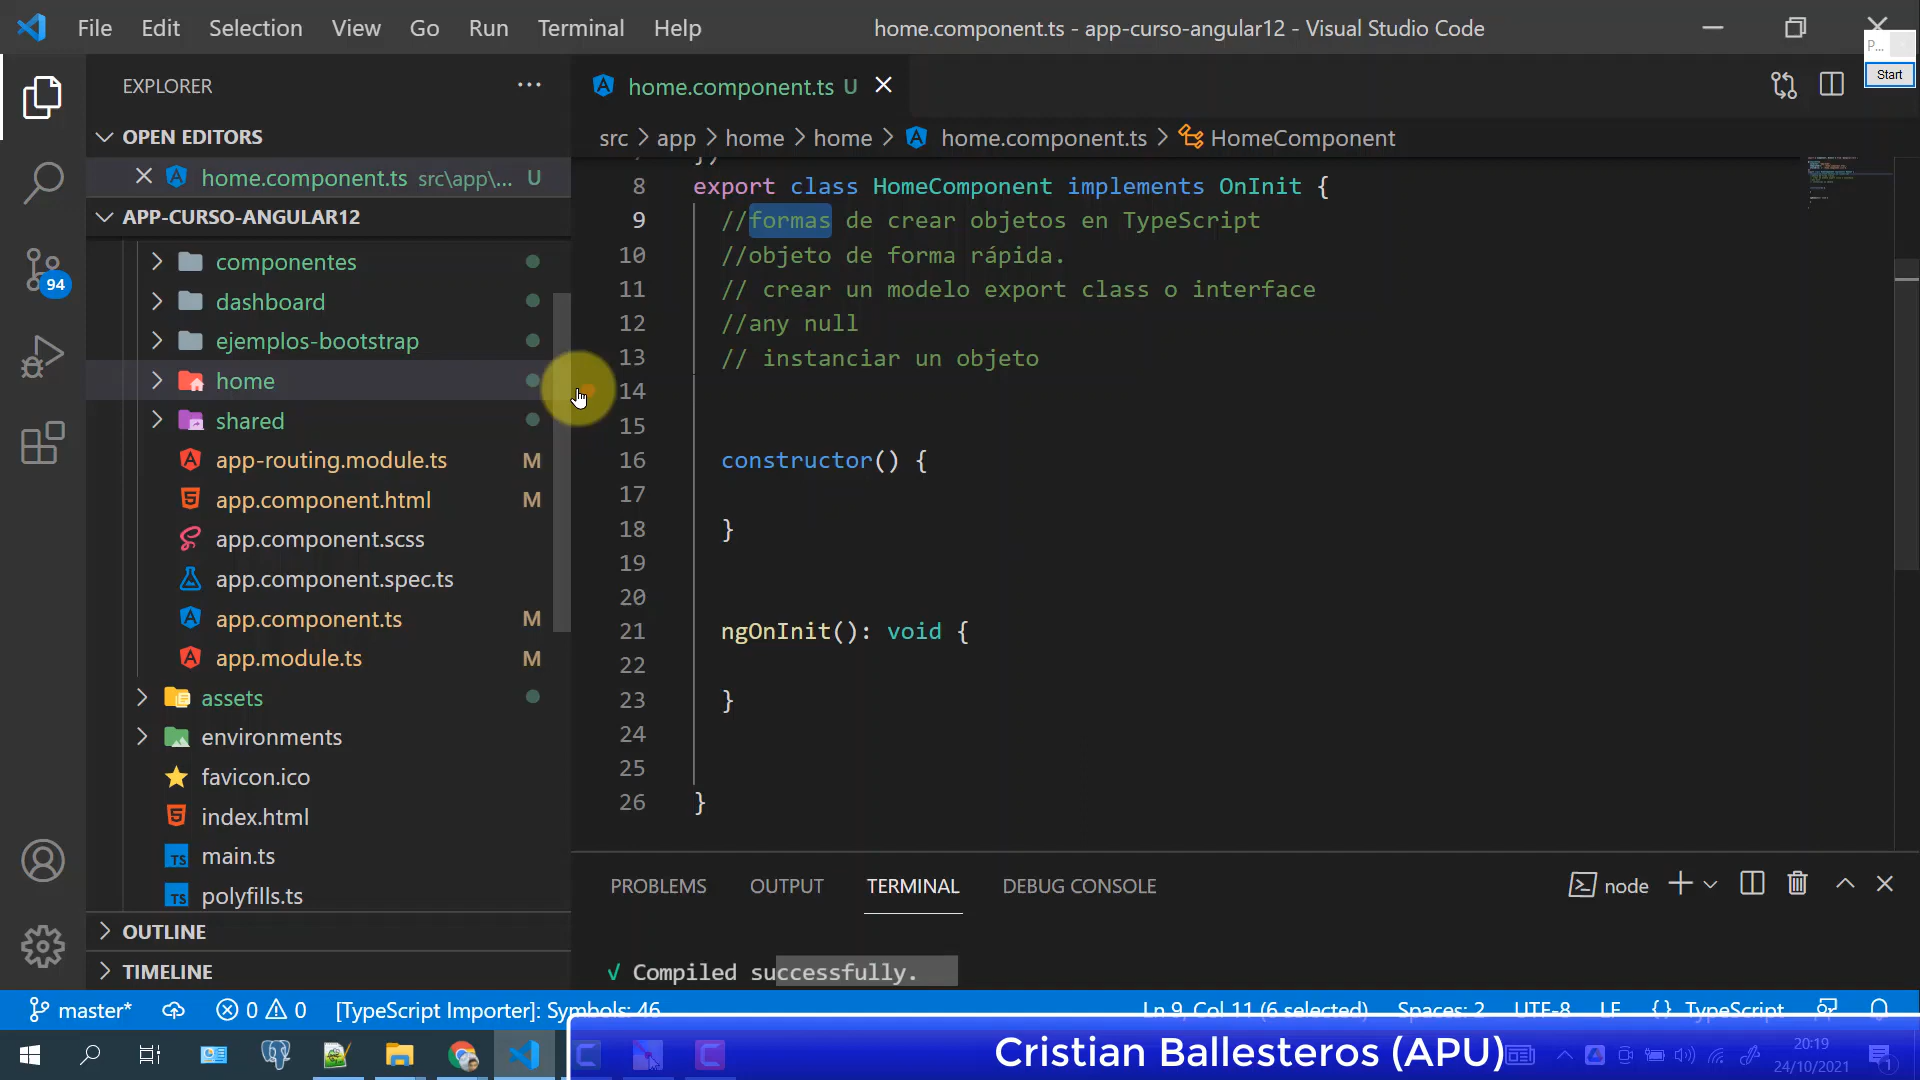 File Edit Selection View Go Run Terminal Help
home.component.ts - app-curso-angular12 - Visual Studio Code
P...
Start
EXPLORER ···
home.component.ts U
OPEN EDITORS
home.component.ts src\app\... U
src > app > home > home > home.component.ts > HomeComponent
APP-CURSO-ANGULAR12
componentes
dashboard
ejemplos-bootstrap
home
shared
app-routing.module.ts M
app.component.html M
app.component.scss
app.component.spec.ts
app.component.ts M
app.module.ts M
assets
environments
favicon.ico
index.html
TS main.ts
TS polyfills.ts
OUTLINE
TIMELINE
94
8 export class HomeComponent implements OnInit {
9 //formas de crear objetos en TypeScript
10 //objeto de forma rápida.
11 // crear un modelo export class o interface
12 //any null
13 // instanciar un objeto
14
15
16 constructor() {
17
18 }
19
20
21 ngOnInit(): void {
22
23 }
24
25
26 }
PROBLEMS OUTPUT TERMINAL DEBUG CONSOLE
node
√ Compiled successfully.
master* 0 0 [TypeScript Importer]: Symbols: 46
Ln 9, Col 11 (6 selected) Spaces: 2 UTF-8 LF {} TypeScript
Cristian Ballesteros (APU)
20:19
24/10/2021
1